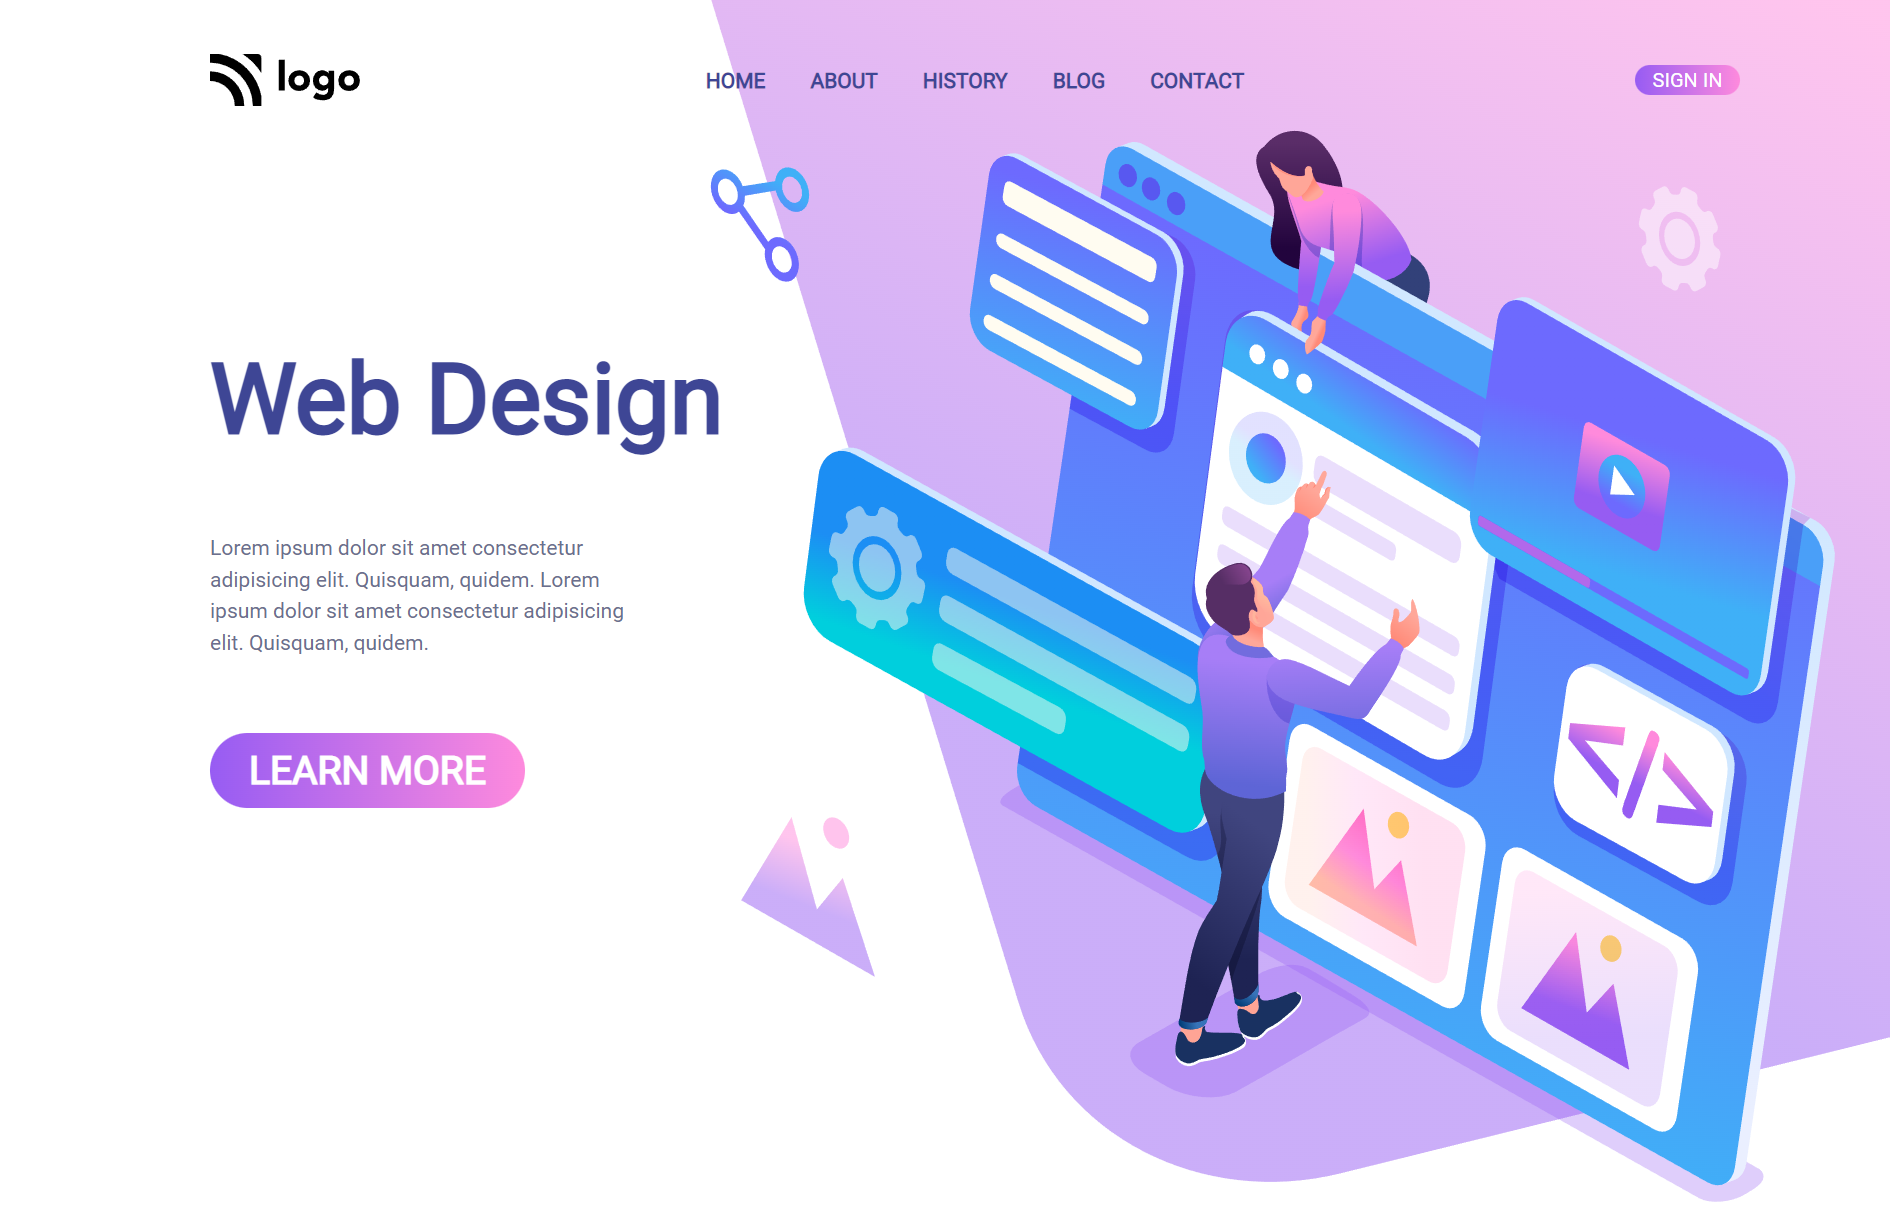 logo
HOME ABOUT HISTORY BLOG CONTACT
SIGN IN
Web Design
Lorem ipsum dolor sit amet consectetur
adipisicing elit. Quisquam, quidem. Lorem
ipsum dolor sit amet consectetur adipisicing
elit. Quisquam, quidem.
LEARN MORE
</>